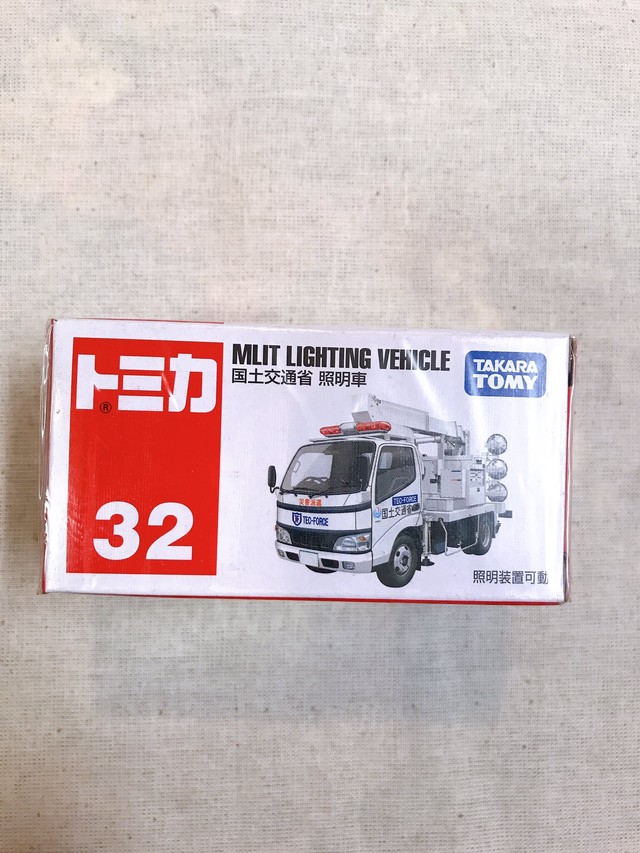 トミカ
®
32
MLIT LIGHTING VEHICLE
国土交通省 照明車
TAKARA
TOMY
災害派遣
TEC-FORCE
TEC-FORCE
国土交通省
照明装置可動